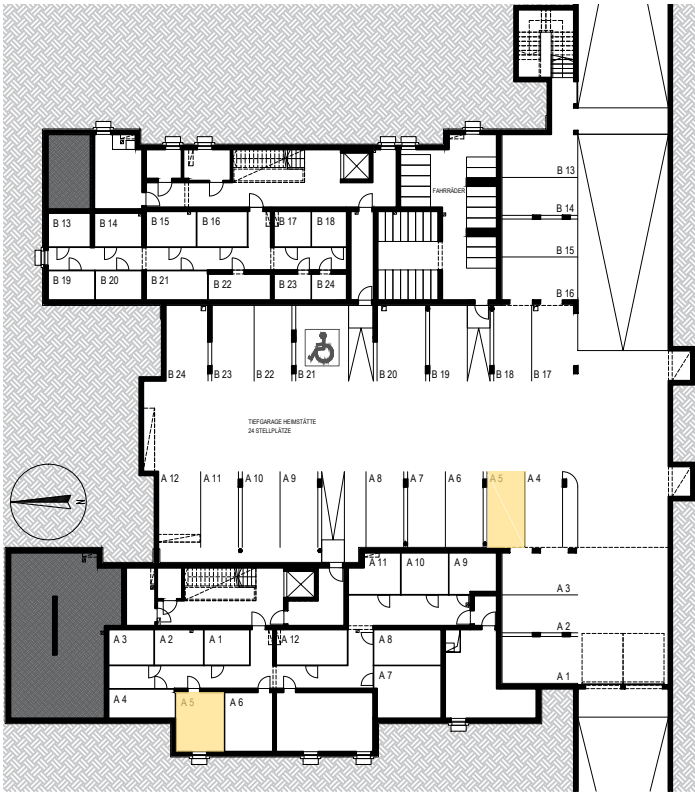 B 13
B 14
FAHRRÄDER
B 13
B 14
B 15
B 16
B 17
B 18
B 15
B 19
B 20
B 21
B 22
B 23
B 24
B 16
B 24
B 23
B 22
B 21
B 20
B 19
B 18
B 17
TIEFGARAGE HEIMSTÄTTE
24 STELLPLÄTZE
A 12
A 11
A 10
A 9
A 8
A 7
A 6
A 5
A 4
N
A 11
A 10
A 9
A 3
A 2
A 3
A 2
A 1
A 12
A 8
A 7
A 1
A 4
A 5
A 6